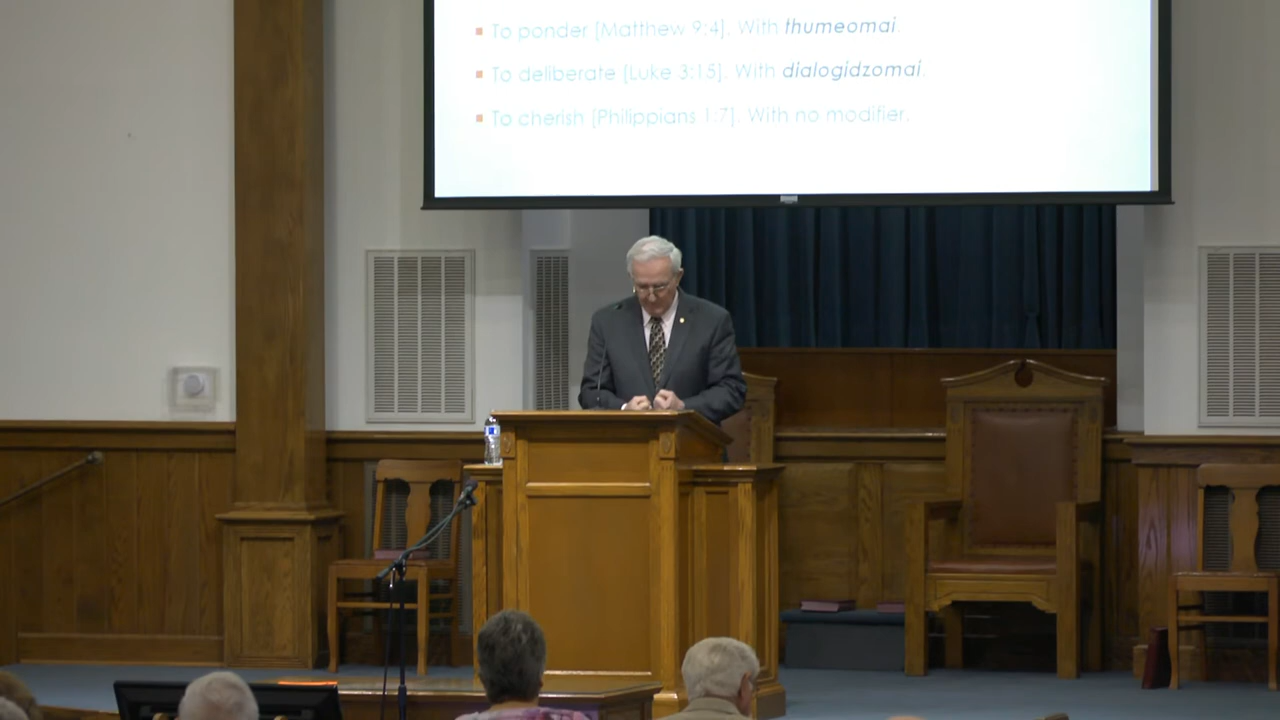 To ponder [Matthew 9:4]. With thumeomai.
To deliberate [Luke 3:15]. With dialogidzomai.
To cherish [Philippians 1:7]. With no modifier.